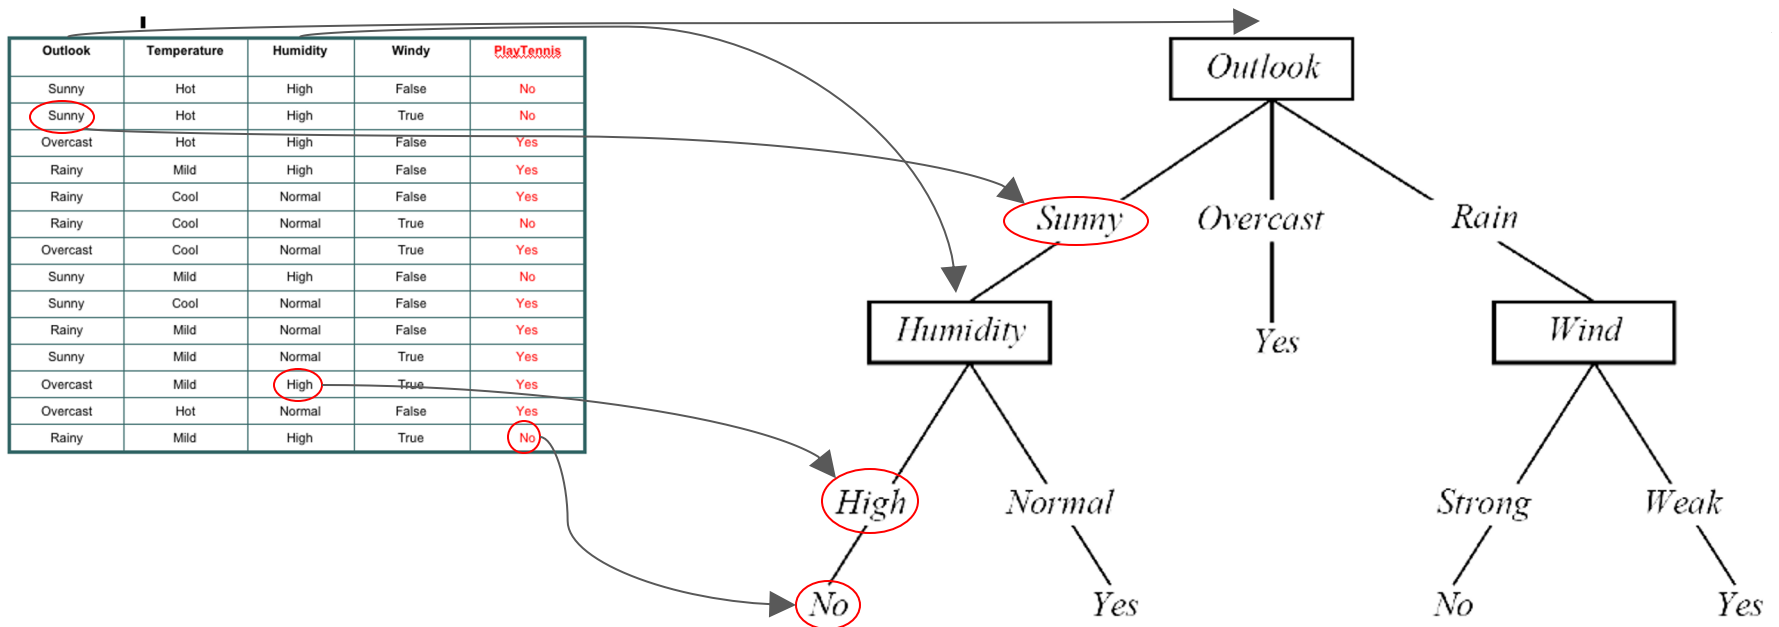 Outlook Temperature Humidity Windy PlayTennis
Sunny Hot High False No
Sunny Hot High True No
Overcast Hot High False Yes
Rainy Mild High False Yes
Rainy Cool Normal False Yes
Rainy Cool Normal True No
Overcast Cool Normal True Yes
Sunny Mild High False No
Sunny Cool Normal False Yes
Rainy Mild Normal False Yes
Sunny Mild Normal True Yes
Overcast Mild High True Yes
Overcast Hot Normal False Yes
Rainy Mild High True No
Outlook
Sunny Overcast Rain
Humidity Yes Wind
High Normal Strong Weak
No Yes No Yes